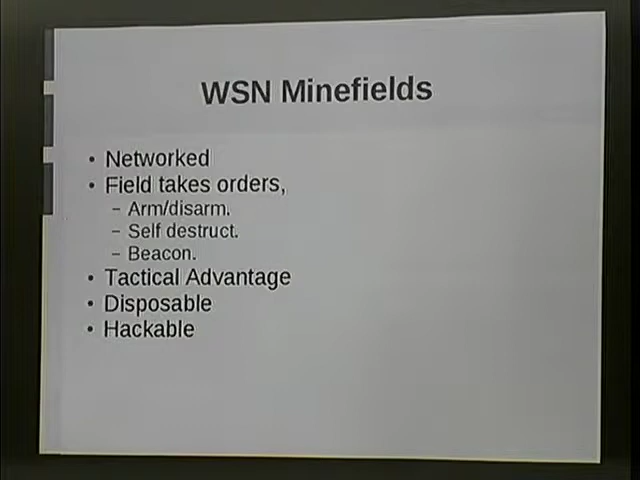 WSN Minefields
• Networked
• Field takes orders,
– Arm/disarm.
– Self destruct.
– Beacon.
• Tactical Advantage
• Disposable
• Hackable